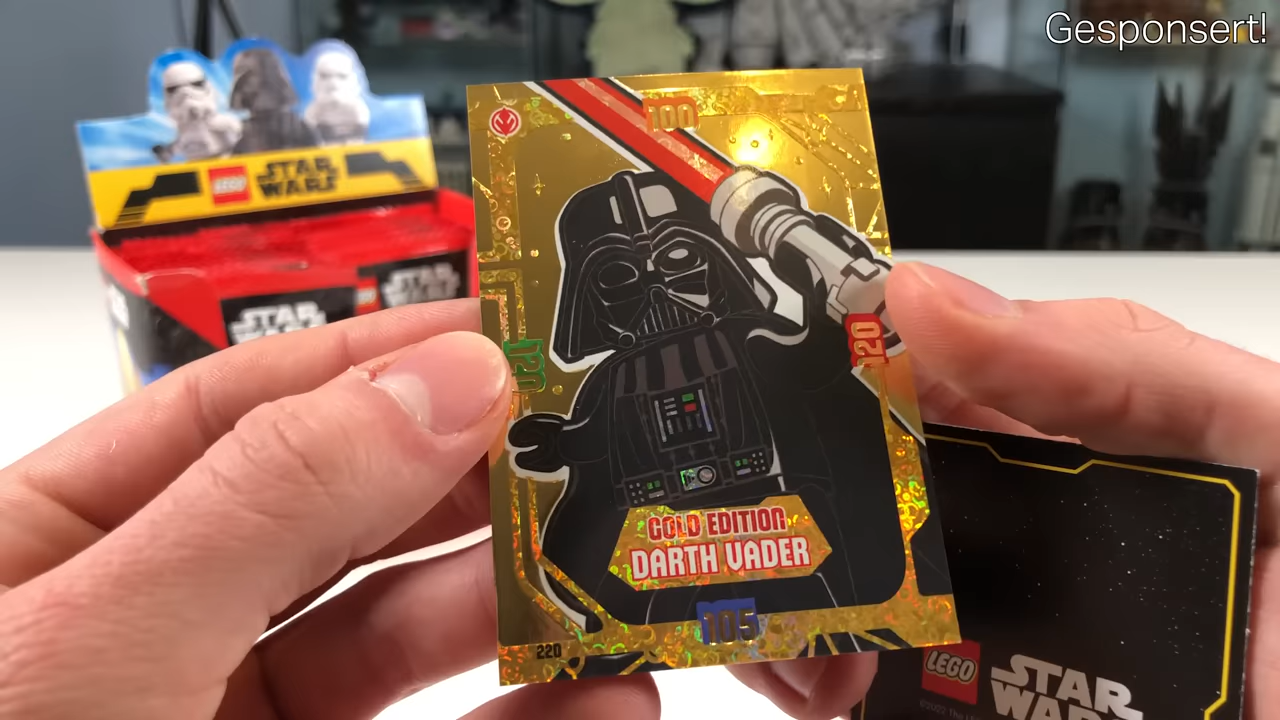 Gesponsert!
LEGO
STAR
WARS
STAR
WARS
LEGO
STAR
WARS
100
120
120
GOLD EDITION
DARTH VADER
105
220
LEGO
STAR
WARS